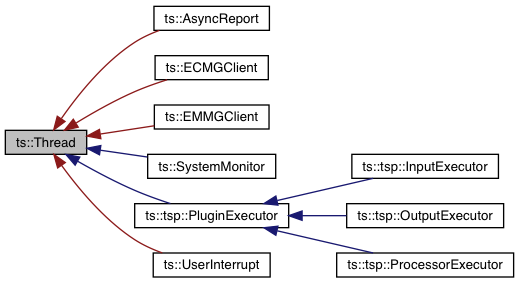 ts::AsyncReport
ts::ECMGClient
ts::EMMGClient
ts::Thread
ts::SystemMonitor
ts::tsp::InputExecutor
ts::tsp::PluginExecutor
ts::tsp::OutputExecutor
ts::UserInterrupt
ts::tsp::ProcessorExecutor